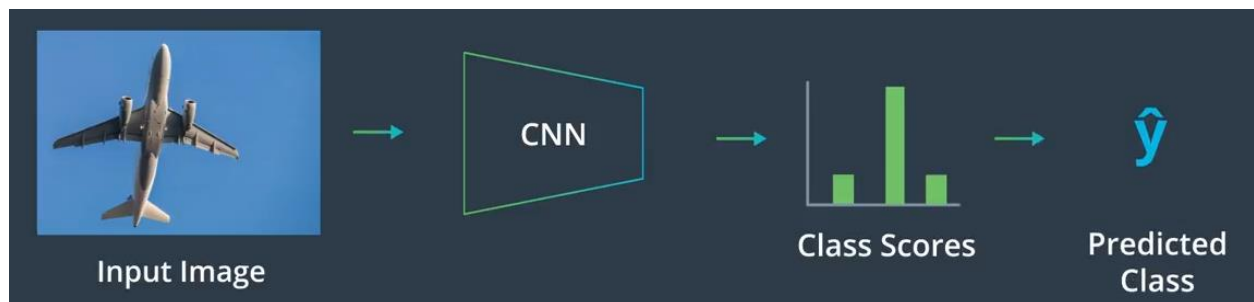 Input Image
CNN
Class Scores
ŷ
Predicted
Class